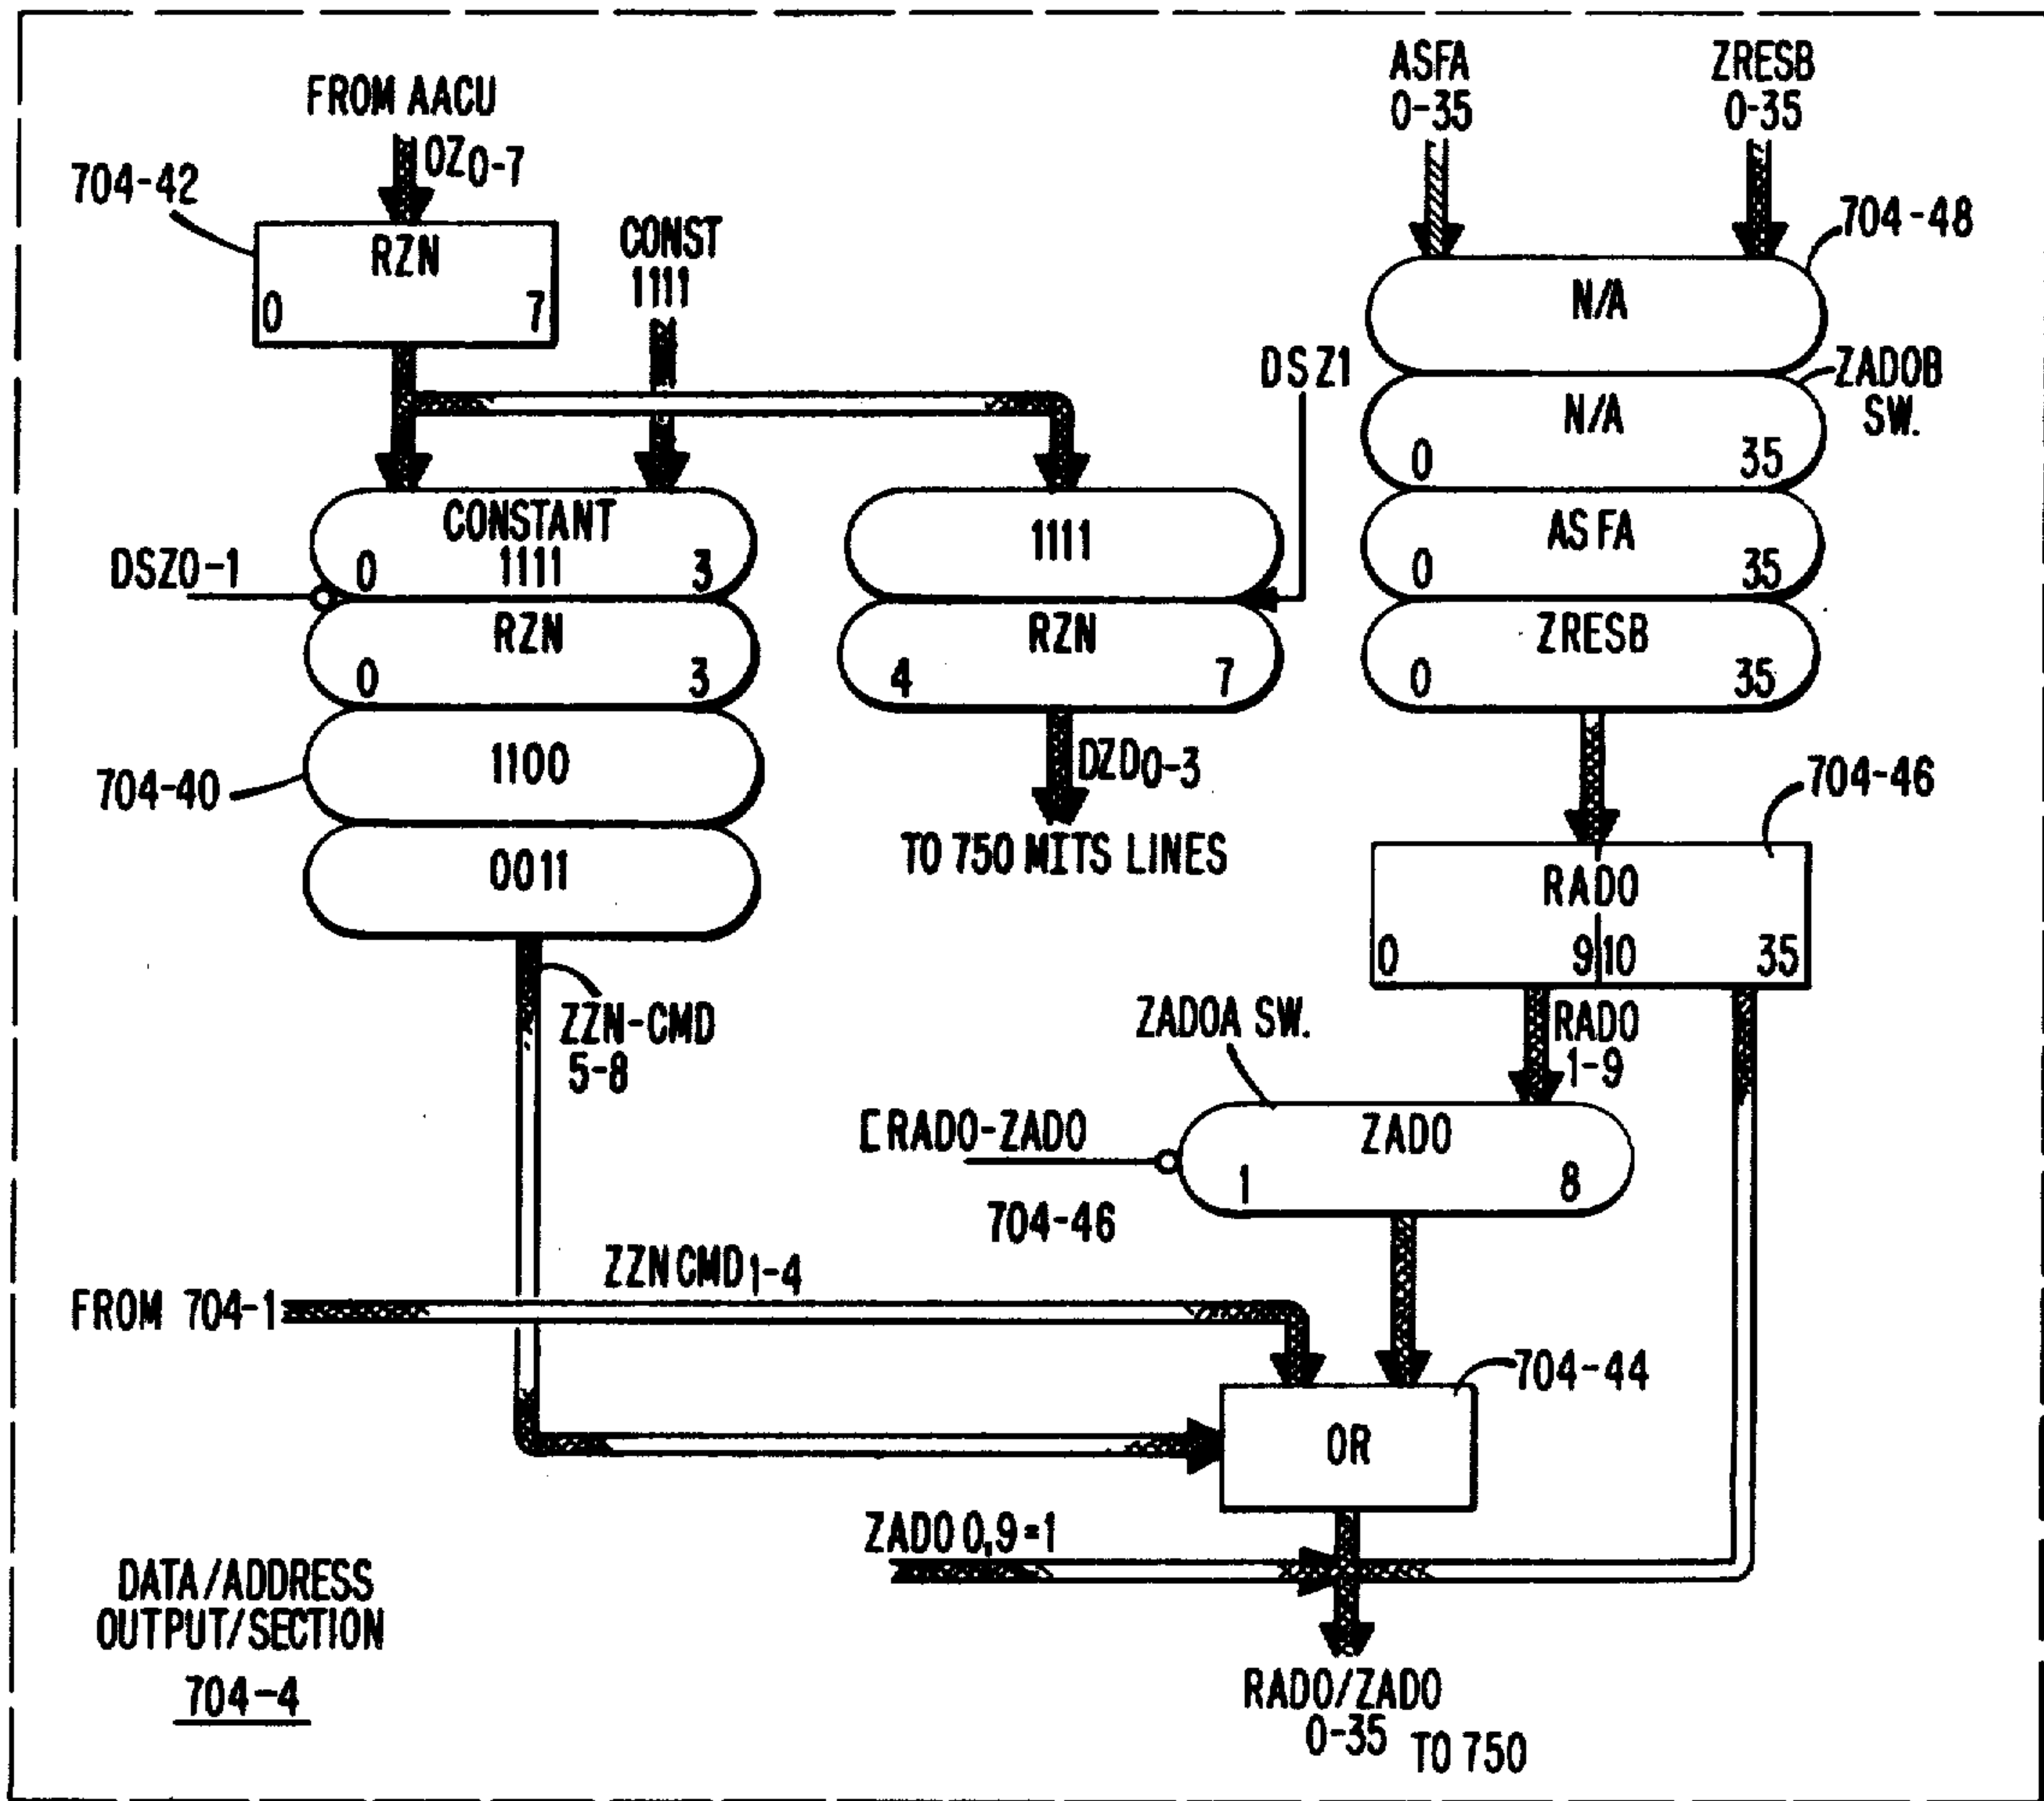 FROM AACU
OZ0-7
704-42
RZN
0 7
CONST
1111
ASFA
0-35
ZRESB
0-35
704-48
N/A
ZADOB
SW.
N/A
0 35
DSZ1
CONSTANT
1111
0 3
DSZ0-1
RZN
0 3
1100
704-40
0011
1111
RZN
4 7
DZD0-3
TO 750 MITS LINES
ASFA
0 35
ZRESB
0 35
704-46
RADO
0 9 10 35
RADO
1-9
ZZN-CMD
5-8
ZADOA SW.
[RADO-ZADO
ZADO
1 8
704-46
ZZNCMD1-4
FROM 704-1
704-44
OR
ZADO 0,9=1
DATA/ADDRESS
OUTPUT/SECTION
704-4
RADO/ZADO
0-35 TO 750